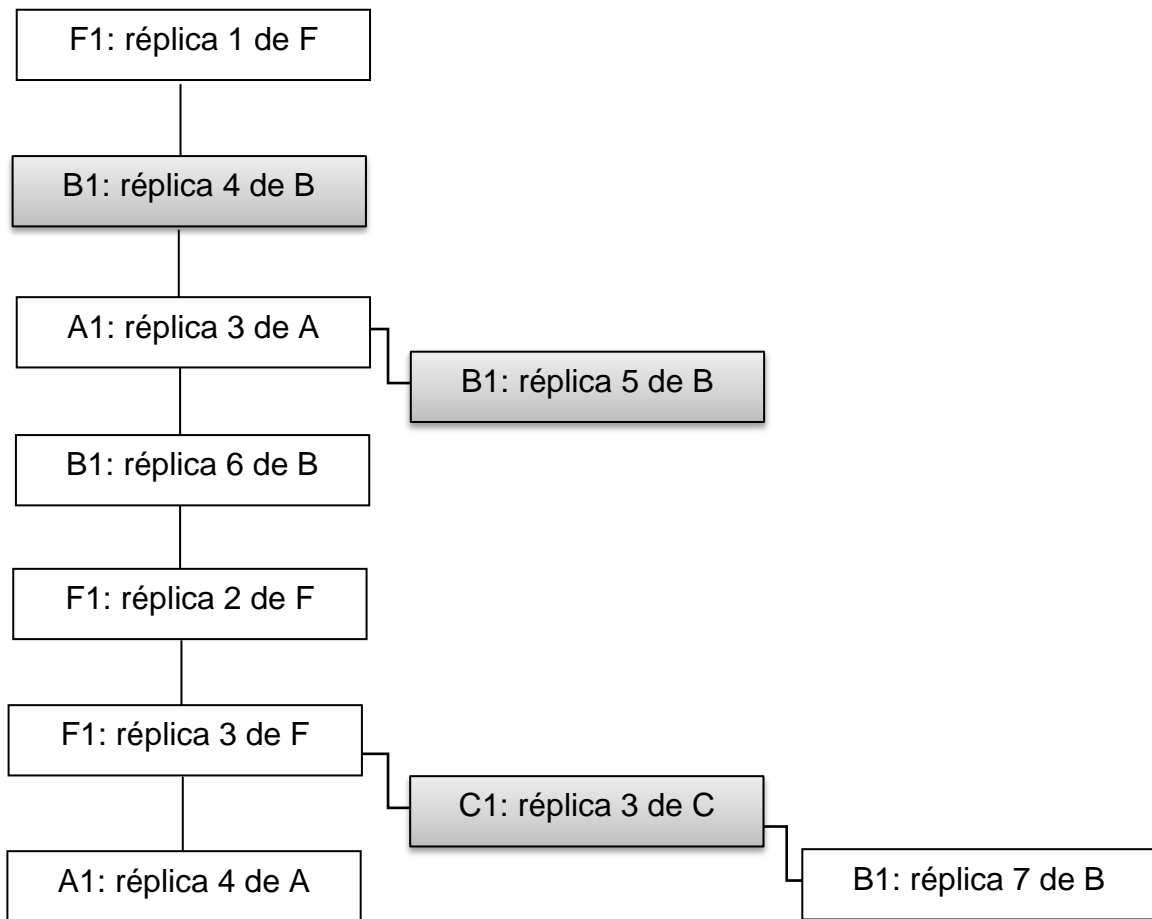 F1: réplica 1 de F
B1: réplica 4 de B
A1: réplica 3 de A
B1: réplica 5 de B
B1: réplica 6 de B
F1: réplica 2 de F
F1: réplica 3 de F
C1: réplica 3 de C
A1: réplica 4 de A
B1: réplica 7 de B